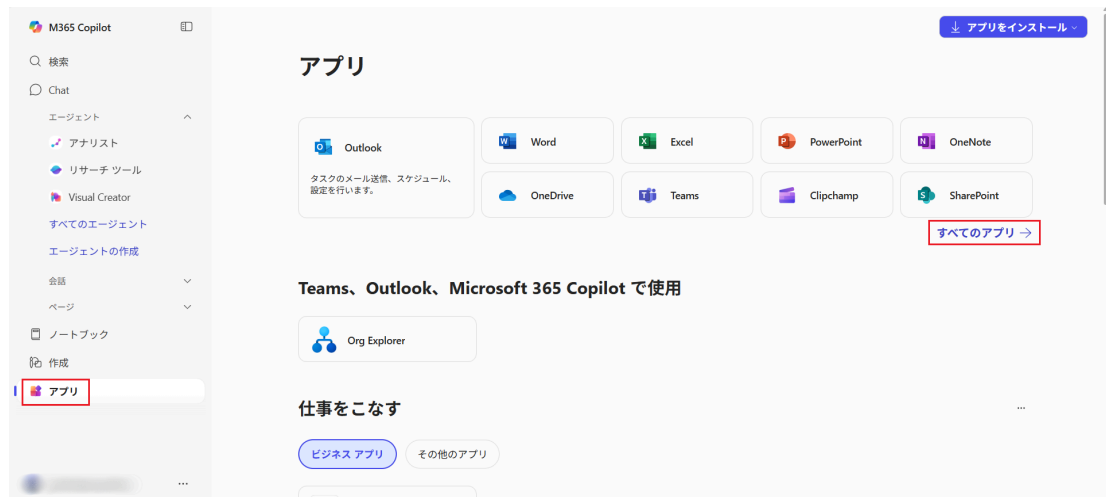 M365 Copilot
検索
Chat
エージェント
アナリスト
リサーチ ツール
Visual Creator
すべてのエージェント
エージェントの作成
会話
ページ
ノートブック
作成
アプリ
アプリをインストール
アプリ
Outlook
タスクのメール送信、スケジュール、
設定を行います。
Word
Excel
PowerPoint
OneNote
OneDrive
Teams
Clipchamp
SharePoint
すべてのアプリ →
Teams、Outlook、Microsoft 365 Copilot で使用
Org Explorer
仕事をこなす
ビジネス アプリ
その他のアプリ